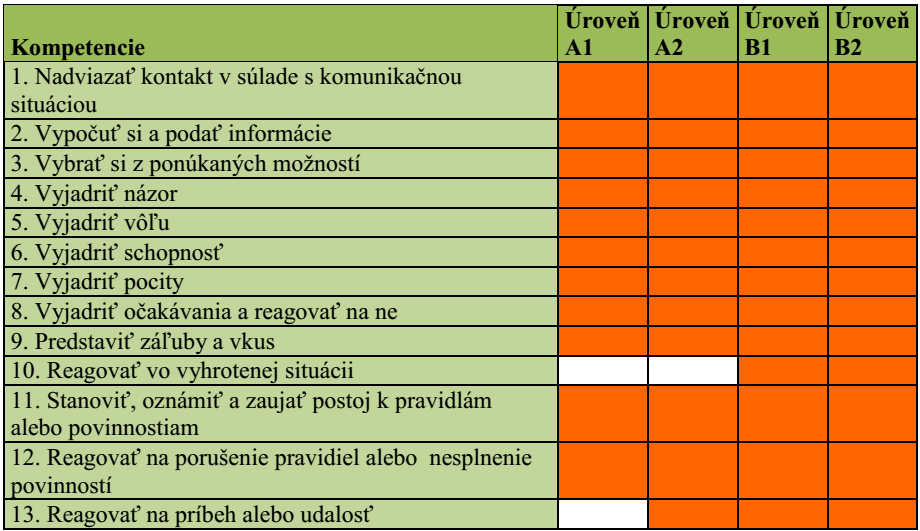 Kompetencie Úroveň A1 Úroveň A2 Úroveň B1 Úroveň B2
1. Nadviazať kontakt v súlade s komunikačnou
situáciou
2. Vypočuť si a podať informácie
3. Vybrať si z ponúkaných možností
4. Vyjadriť názor
5. Vyjadriť vôľu
6. Vyjadriť schopnosť
7. Vyjadriť pocity
8. Vyjadriť očakávania a reagovať na ne
9. Predstaviť záľuby a vkus
10. Reagovať vo vyhrotenej situácii
11. Stanoviť, oznámiť a zaujať postoj k pravidlám
alebo povinnostiam
12. Reagovať na porušenie pravidiel alebo nesplnenie
povinností
13. Reagovať na príbeh alebo udalosť